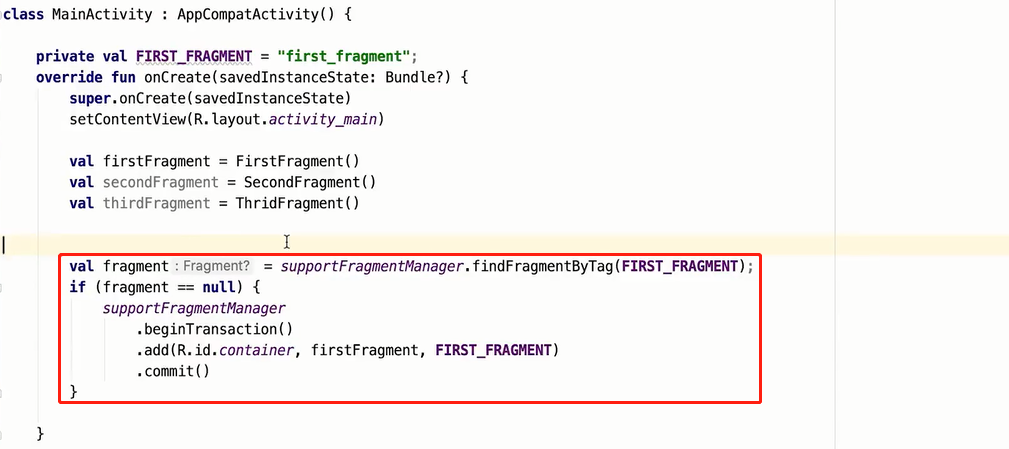 class MainActivity : AppCompatActivity() {
private val FIRST_FRAGMENT = "first_fragment";
override fun onCreate(savedInstanceState: Bundle?) {
super.onCreate(savedInstanceState)
setContentView(R.layout.activity_main)
val firstFragment = FirstFragment()
val secondFragment = SecondFragment()
val thirdFragment = ThridFragment()
val fragment : Fragment? = supportFragmentManager.findFragmentByTag(FIRST_FRAGMENT);
if (fragment == null) {
supportFragmentManager
.beginTransaction()
.add(R.id.container, firstFragment, FIRST_FRAGMENT)
.commit()
}
}